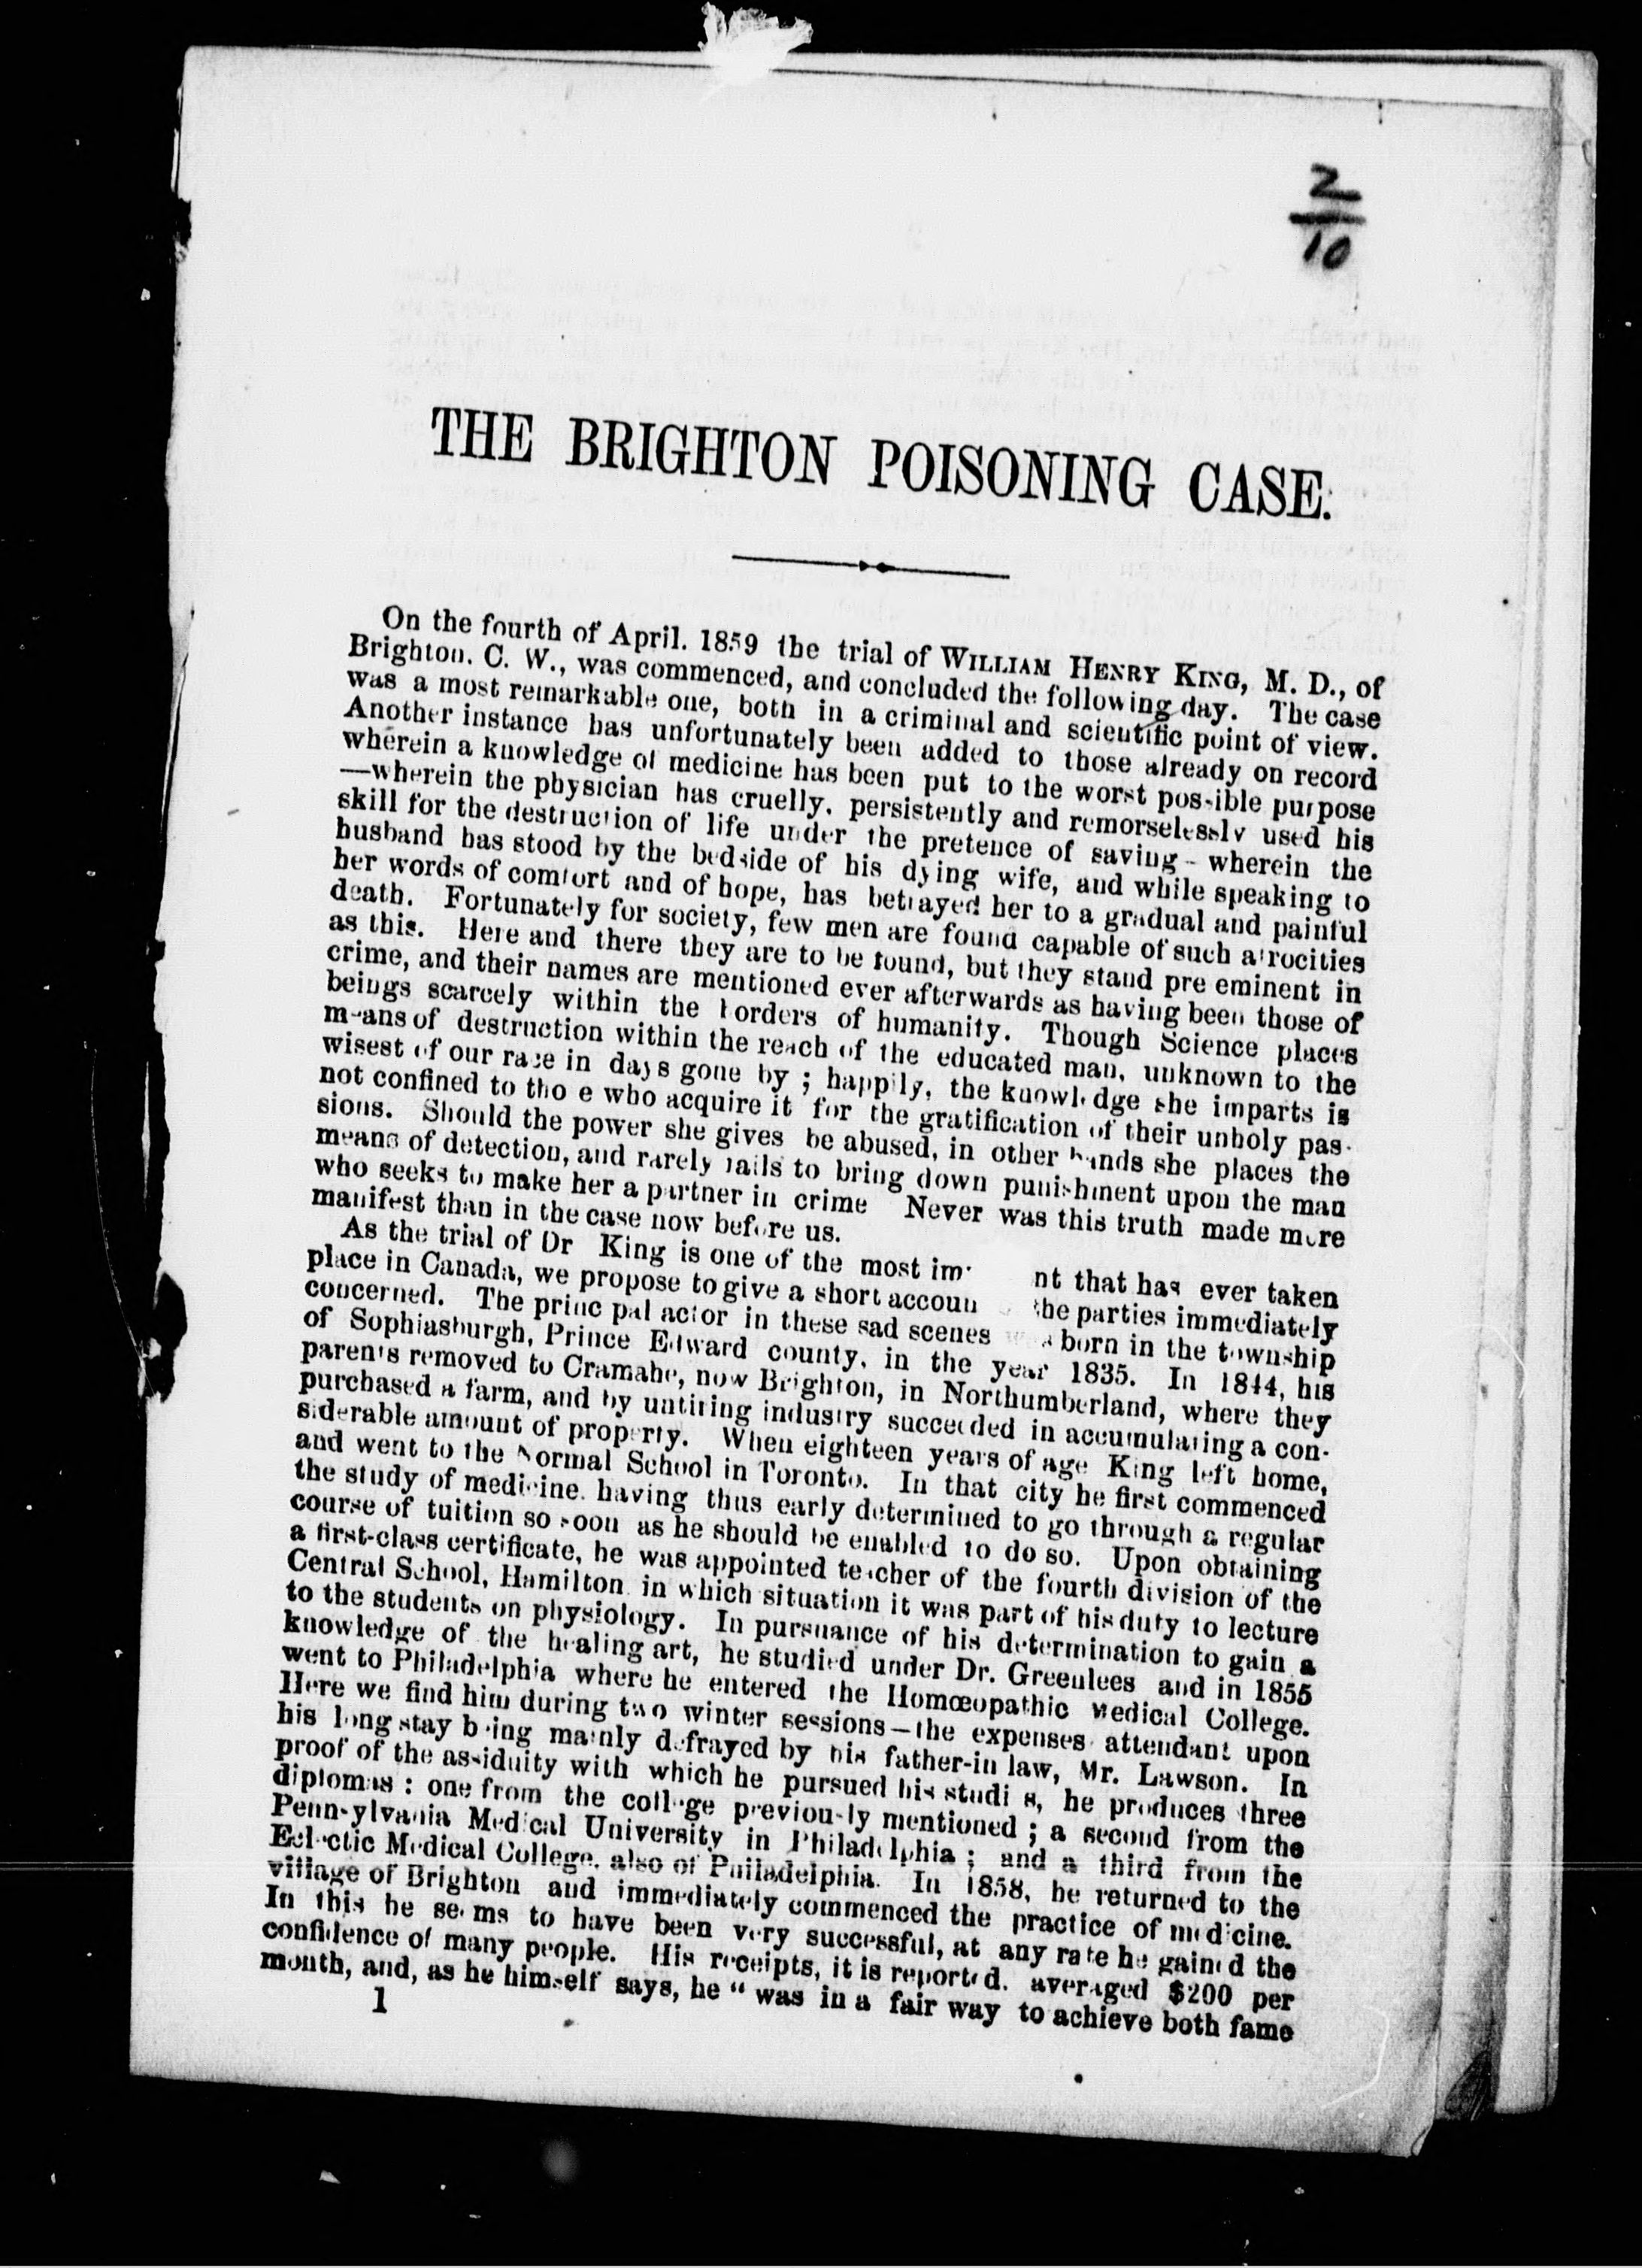 2
10
THE BRIGHTON POISONING CASE.
On the fourth of April. 1859 the trial of WILLIAM HENRY KING, M. D., of
Brighton. C. W., was commenced, and concluded the following day. The case
was a most remarkable one, both in a criminal and scientific point of view.
Another instance has unfortunately been added to those already on record
wherein a knowledge of medicine has been put to the worst possible purpose
—wherein the physician has cruelly, persistently and remorselessly used his
skill for the destruction of life under the pretence of saving - wherein the
husband has stood by the bedside of his dying wife, and while speaking to
her words of comfort and of hope, has betrayed her to a gradual and painful
death. Fortunately for society, few men are found capable of such atrocities
as this. Here and there they are to be found, but they stand pre eminent in
crime, and their names are mentioned ever afterwards as having been those of
beings scarcely within the borders of humanity. Though Science places
means of destruction within the reach of the educated man, unknown to the
wisest of our race in days gone by ; happily, the knowledge she imparts is
not confined to tho e who acquire it for the gratification of their unholy pas-
sions. Should the power she gives be abused, in other hands she places the
means of detection, and rarely fails to bring down punishment upon the man
who seeks to make her a partner in crime Never was this truth made more
manifest than in the case now before us.
As the trial of Dr King is one of the most im nt that has ever taken
place in Canada, we propose to give a short accoun the parties immediately
concerned. The princ pal actor in these sad scenes was born in the township
of Sophiasburgh, Prince Edward county, in the year 1835. In 1844, his
parents removed to Cramahe, now Brighton, in Northumberland, where they
purchased a farm, and by untiring industry succeeded in accumulating a con-
siderable amount of property. When eighteen years of age King left home,
and went to the Normal School in Toronto. In that city he first commenced
the study of medicine, having thus early determined to go through a regular
course of tuition so soon as he should be enabled to do so. Upon obtaining
a first-class certificate, he was appointed teacher of the fourth division of the
Central School, Hamilton in which situation it was part of his duty to lecture
to the students on physiology. In pursuance of his determination to gain a
knowledge of the healing art, he studied under Dr. Greenlees and in 1855
went to Philadelphia where he entered the Homœopathic Medical College.
Here we find him during two winter sessions—the expenses attendant upon
his long stay being mainly defrayed by his father-in law, Mr. Lawson. In
proof of the assiduity with which he pursued his studi s, he produces three
diplomas : one from the college previously mentioned ; a second from the
Pennsylvania Medical University in Philadelphia ; and a third from the
Eclectic Medical College, also of Philadelphia. In 1858, he returned to the
village of Brighton and immediately commenced the practice of medicine.
In this he seems to have been very successful, at any rate he gained the
confidence of many people. His receipts, it is reported, averaged $200 per
month, and, as he himself says, he " was in a fair way to achieve both fame
1